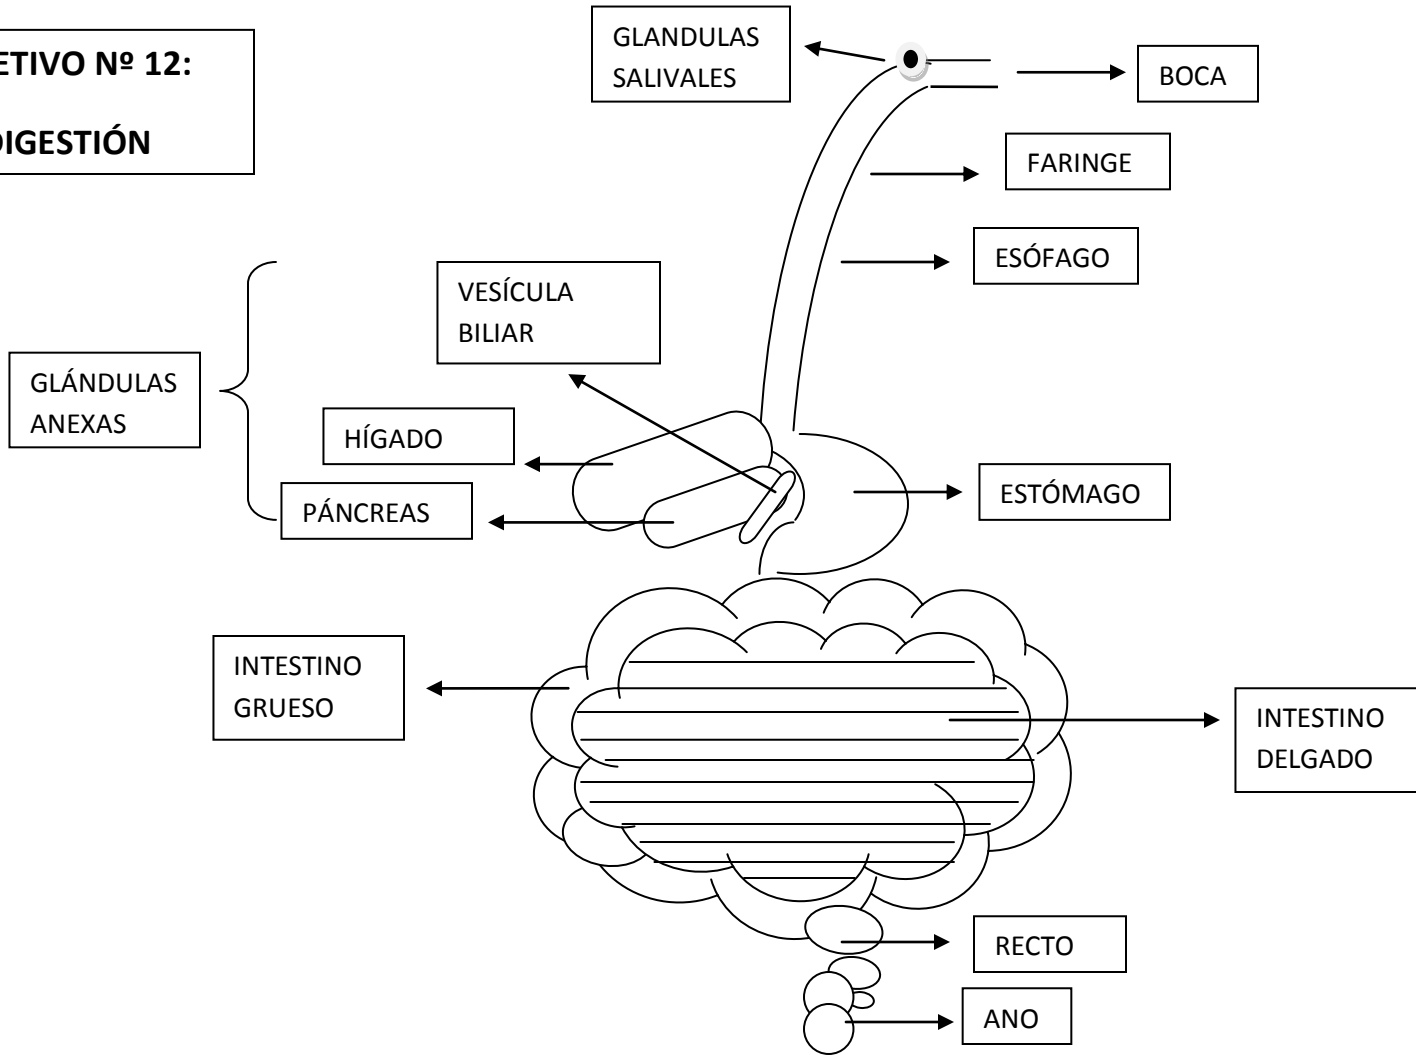 ETIVO Nº 12:
DIGESTIÓN
GLANDULAS
SALIVALES
BOCA
FARINGE
ESÓFAGO
VESÍCULA
BILIAR
GLÁNDULAS
ANEXAS
HÍGADO
PÁNCREAS
ESTÓMAGO
INTESTINO
GRUESO
INTESTINO
DELGADO
RECTO
ANO